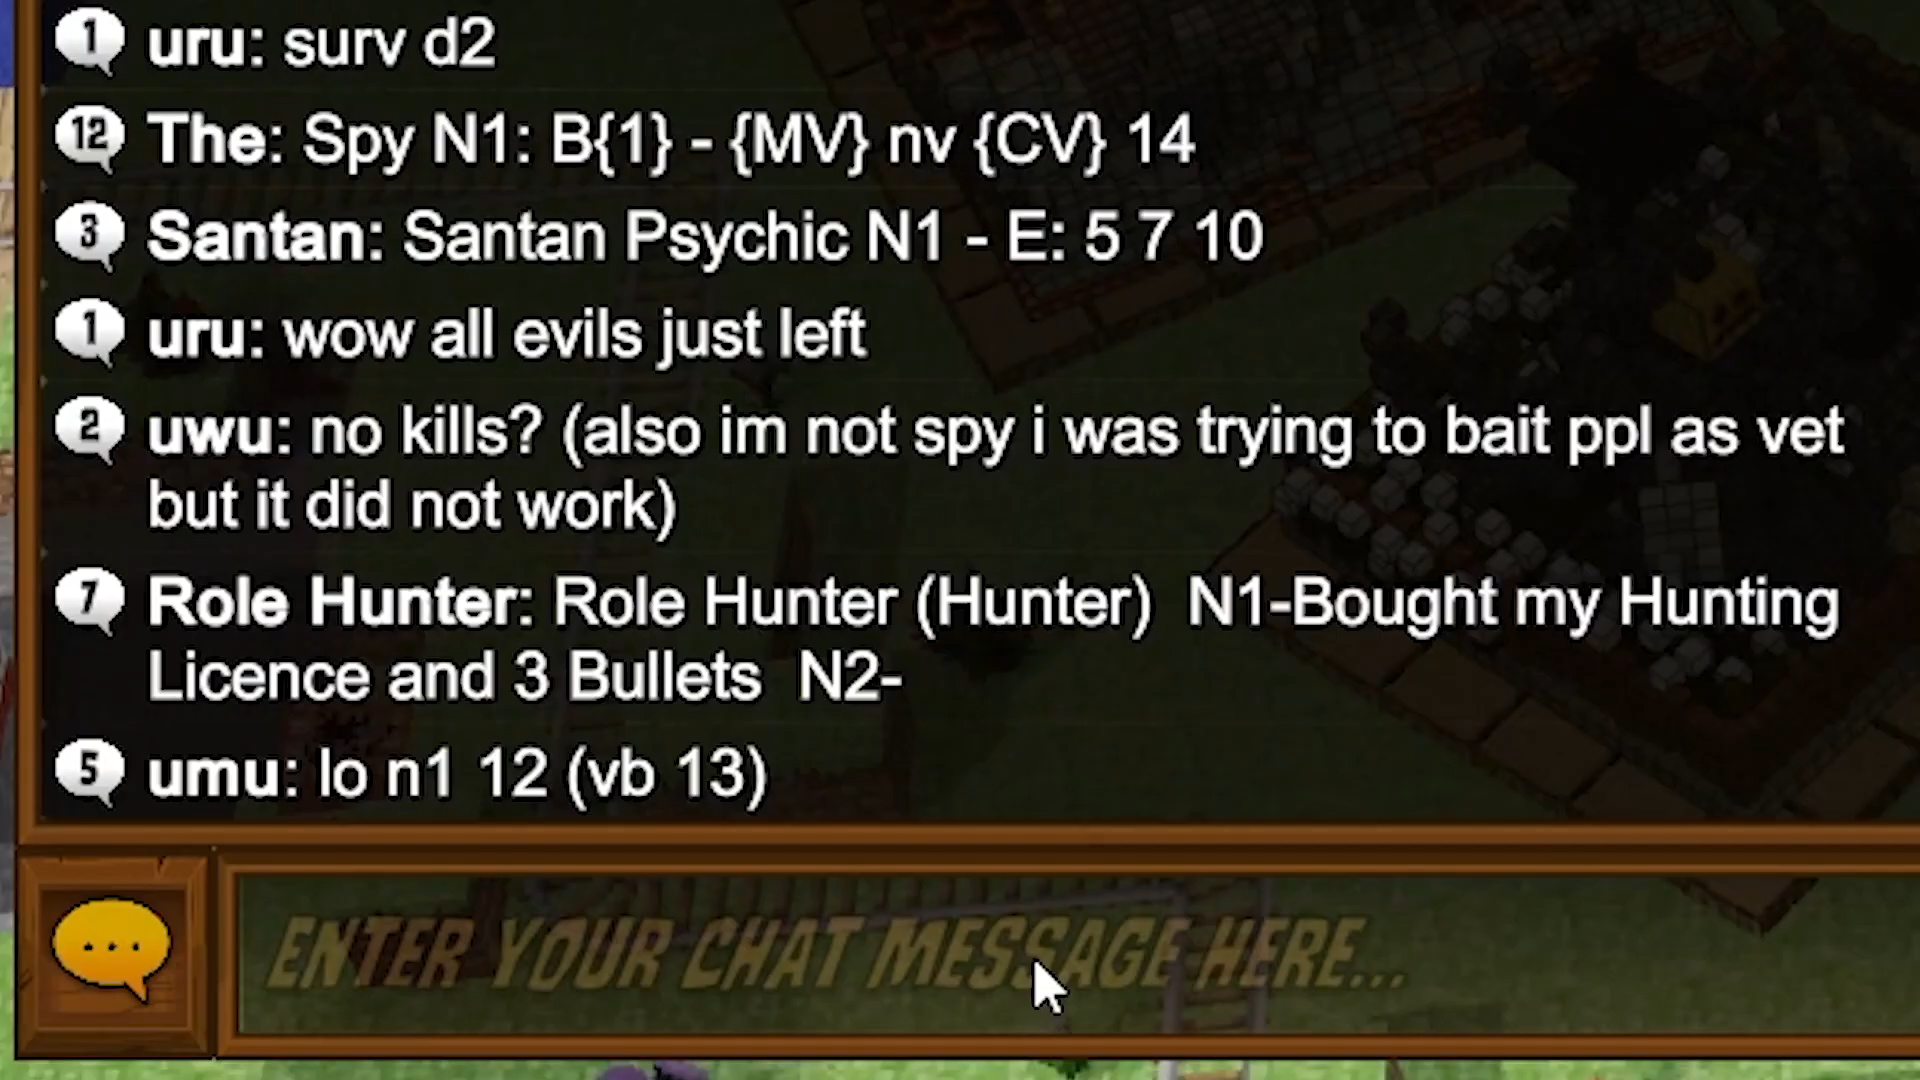 1 uru: surv d2
12 The: Spy N1: B{1} - {MV} nv {CV} 14
3 Santan: Santan Psychic N1 - E: 5 7 10
1 uru: wow all evils just left
2 uwu: no kills? (also im not spy i was trying to bait ppl as vet
but it did not work)
7 Role Hunter: Role Hunter (Hunter)  N1-Bought my Hunting
Licence and 3 Bullets  N2-
5 umu: lo n1 12 (vb 13)
ENTER YOUR CHAT MESSAGE HERE...